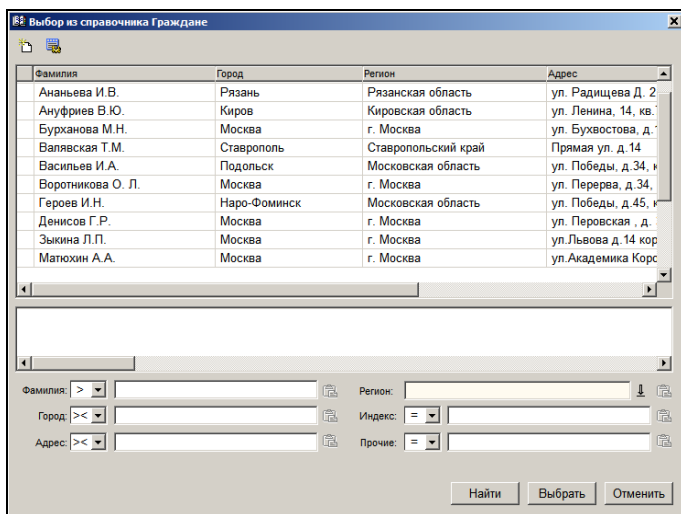 Выбор из справочника Граждане
Фамилия Город Регион Адрес
Ананьева И.В. Рязань Рязанская область ул. Радищева Д. 2
Ануфриев В.Ю. Киров Кировская область ул. Ленина, 14, кв.
Бурханова М.Н. Москва г. Москва ул. Бухвостова, д.1
Валявская Т.М. Ставрополь Ставропольский край Прямая ул. д.14
Васильев И.А. Подольск Московская область ул. Победы, д.34, к
Воротникова О. Л. Москва г. Москва ул. Перерва, д.34,
Героев И.Н. Наро-Фоминск Московская область ул. Победы, д.45, к
Денисов Г.Р. Москва г. Москва ул. Перовская , д.
Зыкина Л.П. Москва г. Москва ул.Львова д.14 кор
Матюхин А.А. Москва г. Москва ул.Академика Коро
Фамилия: > Регион:
Город: >< Индекс: =
Адрес: >< Прочие: =
Найти Выбрать Отменить